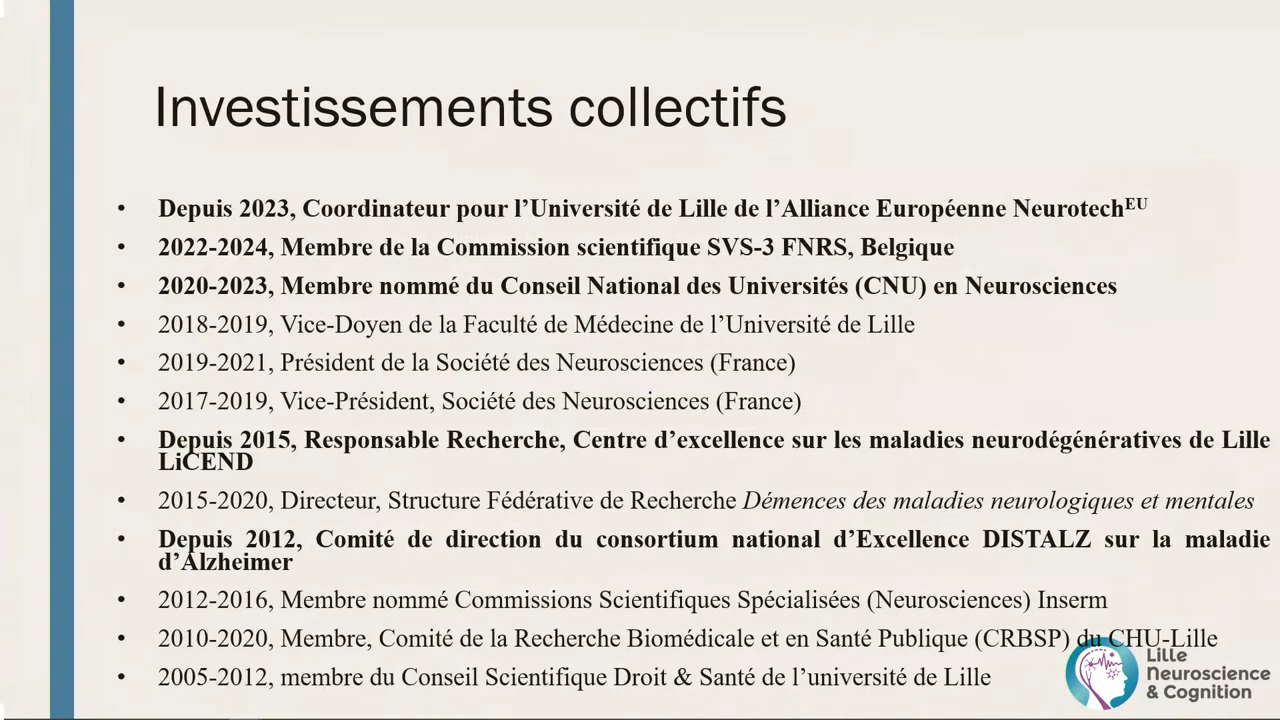 Investissements collectifs
• Depuis 2023, Coordinateur pour l’Université de Lille de l’Alliance Européenne Neurotechᴱᵁ
• 2022-2024, Membre de la Commission scientifique SVS-3 FNRS, Belgique
• 2020-2023, Membre nommé du Conseil National des Universités (CNU) en Neurosciences
• 2018-2019, Vice-Doyen de la Faculté de Médecine de l’Université de Lille
• 2019-2021, Président de la Société des Neurosciences (France)
• 2017-2019, Vice-Président, Société des Neurosciences (France)
• Depuis 2015, Responsable Recherche, Centre d’excellence sur les maladies neurodégénératives de Lille
LiCEND
• 2015-2020, Directeur, Structure Fédérative de Recherche Démences des maladies neurologiques et mentales
• Depuis 2012, Comité de direction du consortium national d’Excellence DISTALZ sur la maladie
d’Alzheimer
• 2012-2016, Membre nommé Commissions Scientifiques Spécialisées (Neurosciences) Inserm
• 2010-2020, Membre, Comité de la Recherche Biomédicale et en Santé Publique (CRBSP) du CHU-Lille
• 2005-2012, membre du Conseil Scientifique Droit & Santé de l’université de Lille
Lille
Neuroscience
& Cognition